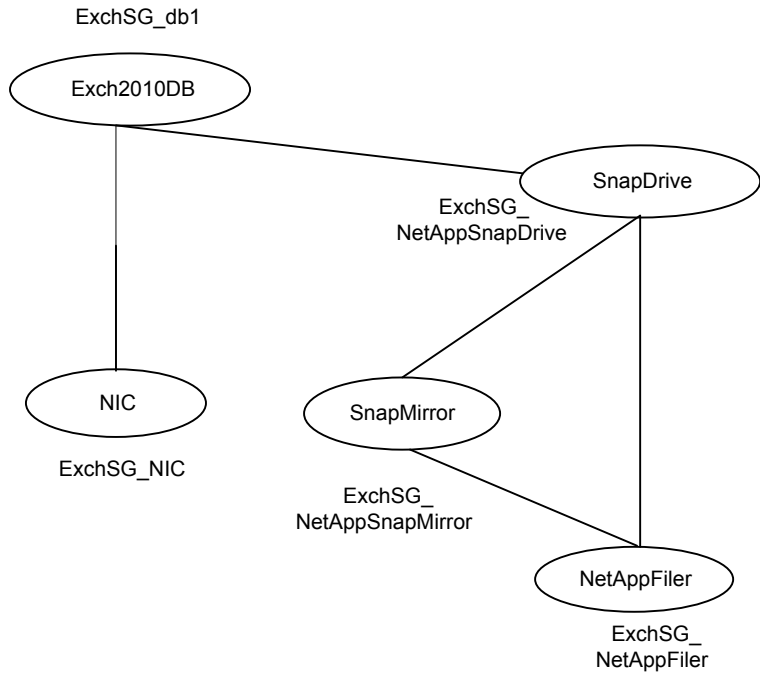 ExchSG_db1
Exch2010DB
SnapDrive
ExchSG_
NetAppSnapDrive
NIC
ExchSG_NIC
SnapMirror
ExchSG_
NetAppSnapMirror
NetAppFiler
ExchSG_
NetAppFiler